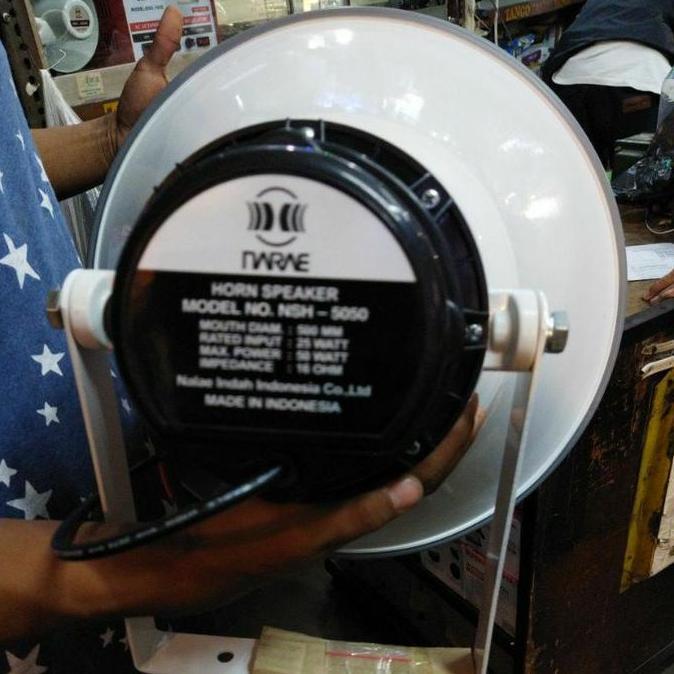 NARAE
HORN SPEAKER
MODEL NO. NSH - 5050
MOUTH DIAM. : 500 MM
RATED INPUT : 25 WATT
MAX. POWER : 50 WATT
IMPEDANCE : 16 OHM
Narae Indah Indonesia Co.,Ltd
MADE IN INDONESIA